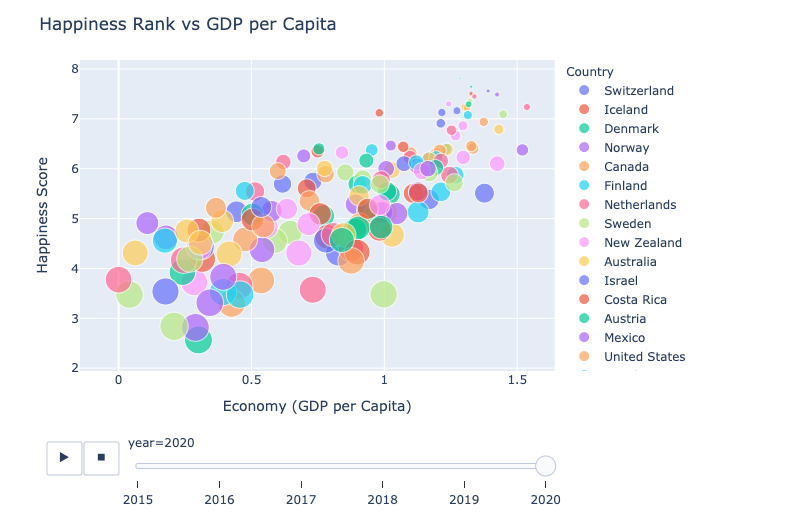 Happiness Rank vs GDP per Capita
8
7
6
5
4
3
2
Happiness Score
0
0.5
1
1.5
Economy (GDP per Capita)
Country
Switzerland
Iceland
Denmark
Norway
Canada
Finland
Netherlands
Sweden
New Zealand
Australia
Israel
Costa Rica
Austria
Mexico
United States
year=2020
2015
2016
2017
2018
2019
2020